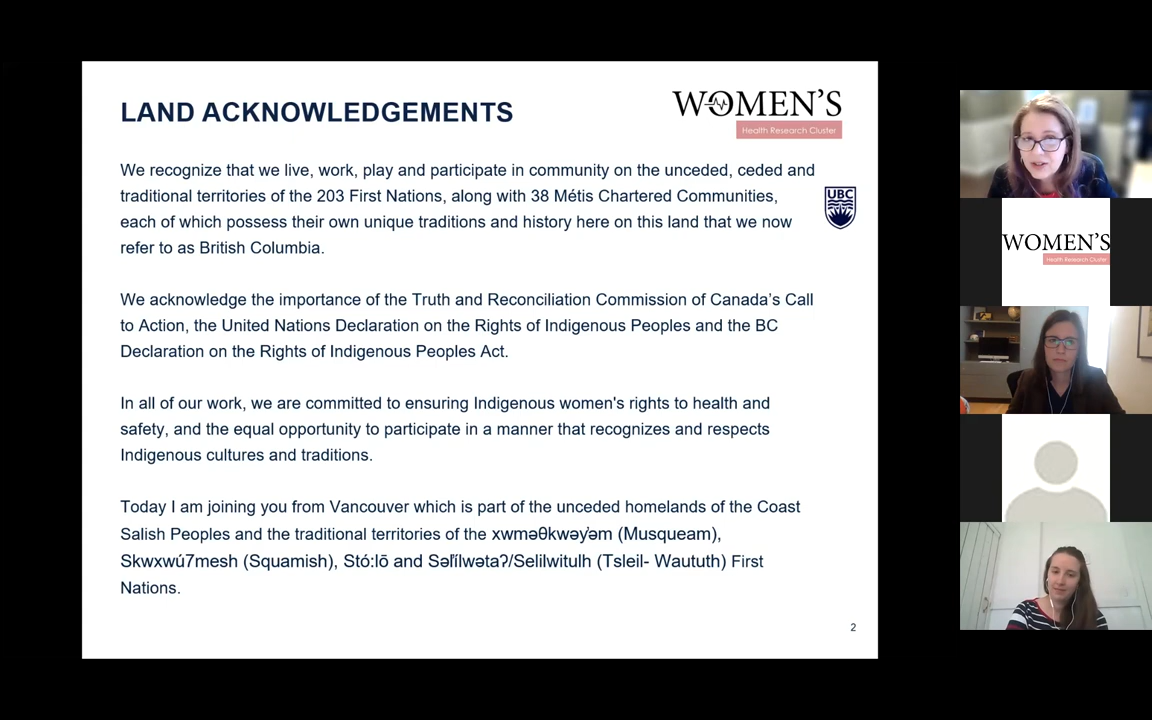 LAND ACKNOWLEDGEMENTS
WOMEN'S
Health Research Cluster
We recognize that we live, work, play and participate in community on the unceded, ceded and
traditional territories of the 203 First Nations, along with 38 Métis Chartered Communities,
each of which possess their own unique traditions and history here on this land that we now
refer to as British Columbia.
UBC
We acknowledge the importance of the Truth and Reconciliation Commission of Canada's Call
to Action, the United Nations Declaration on the Rights of Indigenous Peoples and the BC
Declaration on the Rights of Indigenous Peoples Act.
In all of our work, we are committed to ensuring Indigenous women's rights to health and
safety, and the equal opportunity to participate in a manner that recognizes and respects
Indigenous cultures and traditions.
Today I am joining you from Vancouver which is part of the unceded homelands of the Coast
Salish Peoples and the traditional territories of the xwməθkwəy̓əm (Musqueam),
Skwxwú7mesh (Squamish), Stó:lō and Səl̓ílwətaʔ/Selilwitulh (Tsleil- Waututh) First
Nations.
2
WOMEN'S
Health Research Cluster